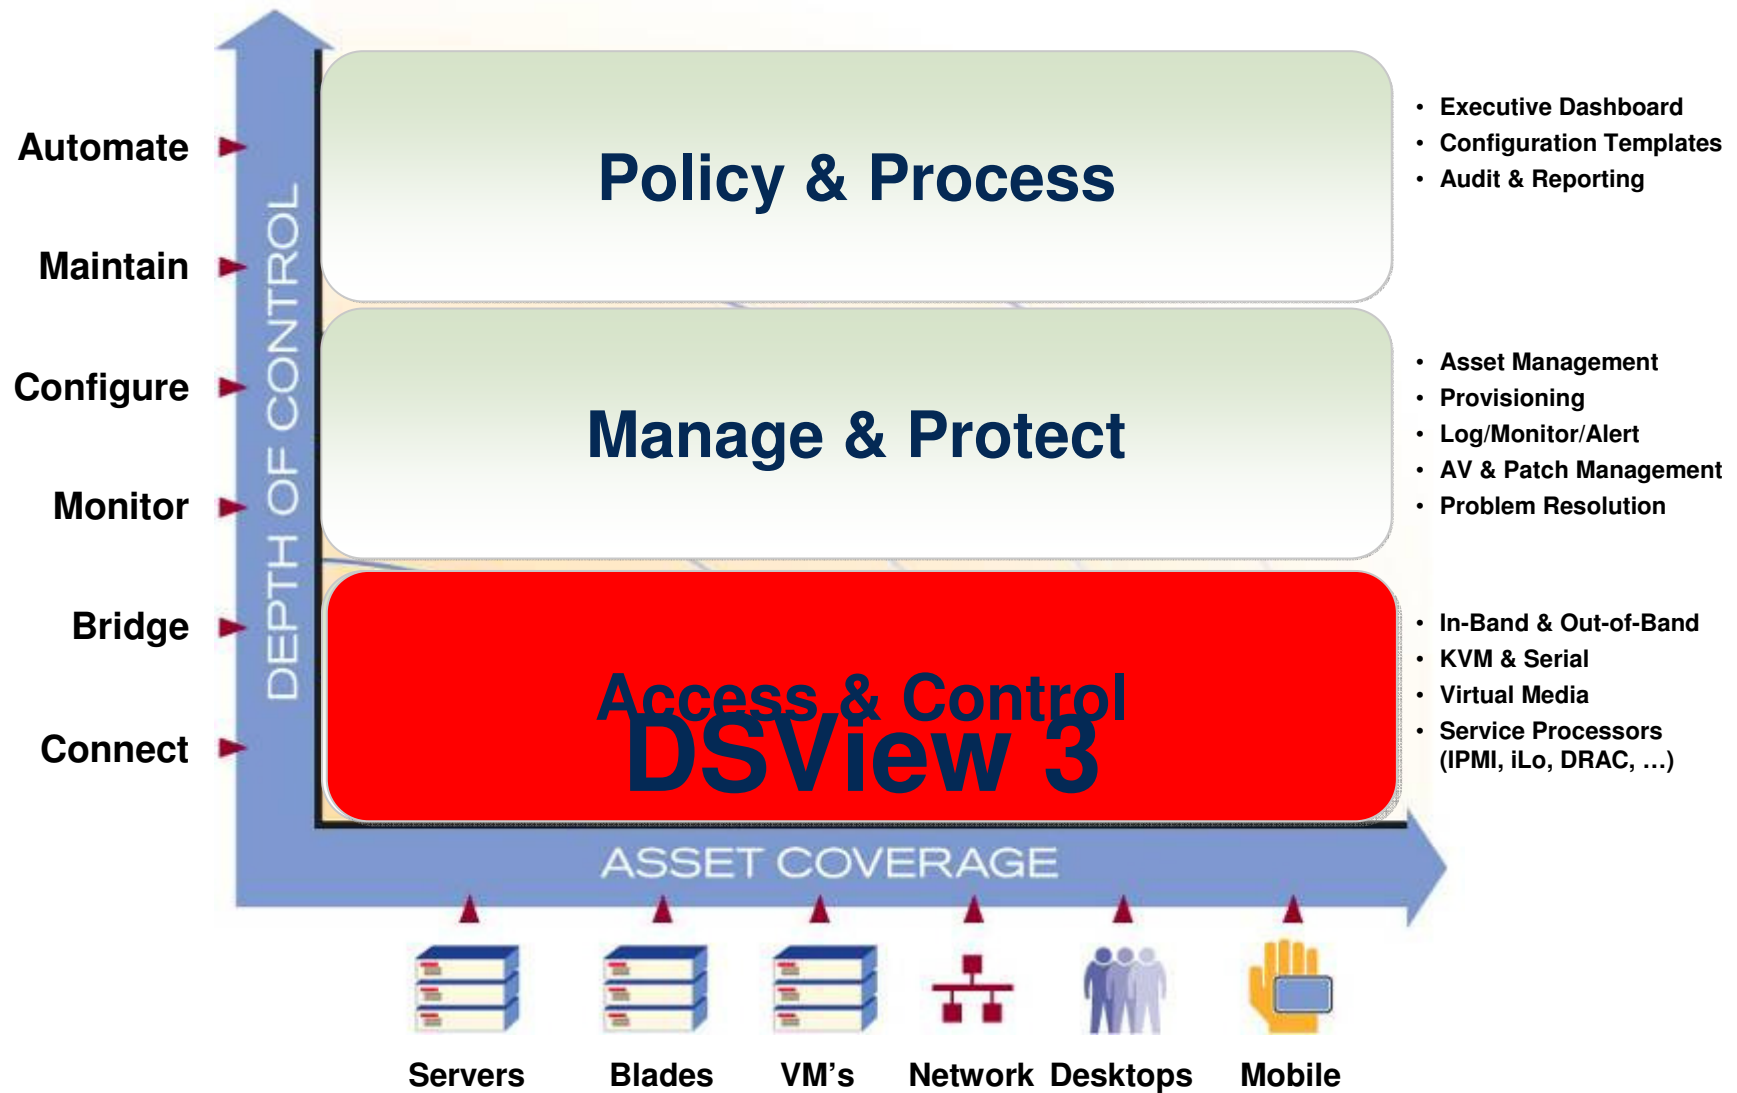 Automate
Maintain
Configure
Monitor
Bridge
Connect
DEPTH OF CONTROL
Policy & Process
• Executive Dashboard
• Configuration Templates
• Audit & Reporting
Manage & Protect
• Asset Management
• Provisioning
• Log/Monitor/Alert
• AV & Patch Management
• Problem Resolution
Access & Control
DSView 3
• In-Band & Out-of-Band
• KVM & Serial
• Virtual Media
• Service Processors
(IPMI, iLo, DRAC, …)
ASSET COVERAGE
Servers
Blades
VM’s
Network
Desktops
Mobile